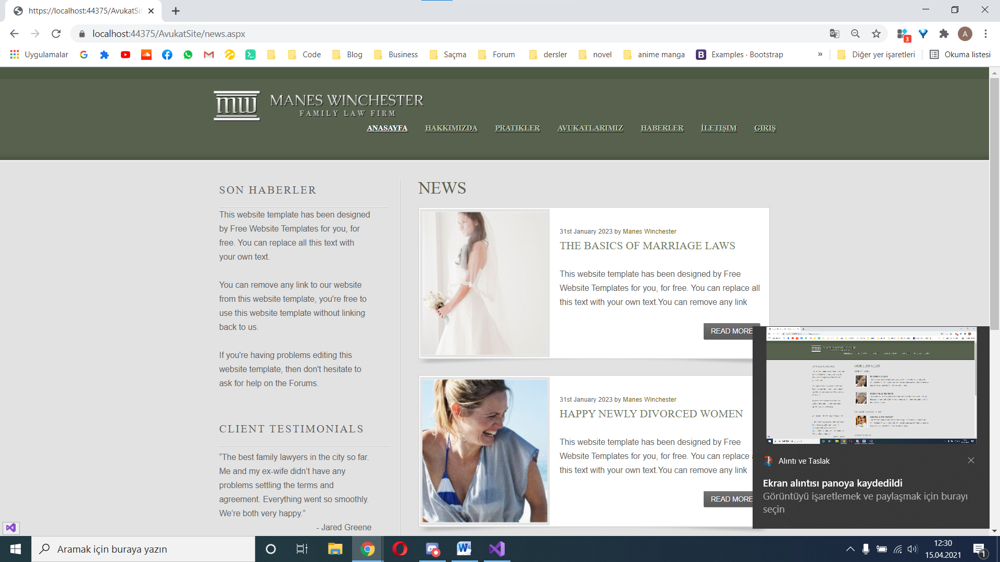 https://localhost:44375/AvukatSit
localhost:44375/AvukatSite/news.aspx
A
3
Uygulamalar
Code
Blog
Business
Saçma
Forum
dersler
novel
anime manga
B
Examples · Bootstrap
»
Diğer yer işaretleri
Okuma listesi
mw
MANES WINCHESTER
FAMILY LAW FIRM
ANASAYFA
HAKKIMIZDA
PRATIKLER
AVUKATLARIMIZ
HABERLER
İLETIŞIM
GIRIŞ
SON HABERLER
This website template has been designed
by Free Website Templates for you, for
free. You can replace all this text with
your own text.
You can remove any link to our website
from this website template, you're free to
use this website template without linking
back to us.
If you're having problems editing this
website template, then don't hesitate to
ask for help on the Forums.
CLIENT TESTIMONIALS
“The best family lawyers in the city so far.
Me and my ex-wife didn’t have any
problems settling the terms and
agreement. Everything went so smoothly.
We’re both very happy.”
- Jared Greene
NEWS
31st January 2023 by Manes Winchester
THE BASICS OF MARRIAGE LAWS
This website template has been designed by Free
Website Templates for you, for free. You can replace all
this text with your own text.You can remove any link
READ MORE
31st January 2023 by Manes Winchester
HAPPY NEWLY DIVORCED WOMEN
This website template has been designed by Free
Website Templates for you, for free. You can replace
this text with your own text.You can remove any link
READ MORE
MANES WINCHESTER
OUR LAWYERS
Alıntı ve Taslak
Ekran alıntısı panoya kaydedildi
Görüntüyü işaretlemek ve paylaşmak için burayı
seçin
Aramak için buraya yazın
12:30
15.04.2021
1